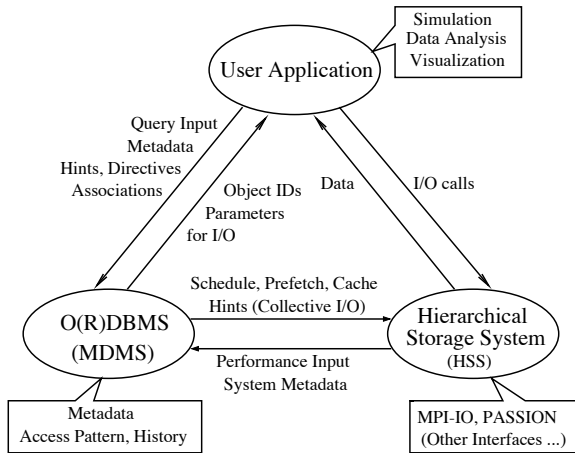 Simulation
Data Analysis
Visualization
User Application
Query Input
Metadata
Hints, Directives
Associations
Object IDs
Parameters
for I/O
Data
I/O calls
Schedule, Prefetch, Cache
Hints (Collective I/O)
O(R)DBMS
(MDMS)
Hierarchical
Storage System
(HSS)
Performance Input
System Metadata
Metadata
Access Pattern, History
MPI-IO, PASSION
(Other Interfaces ...)